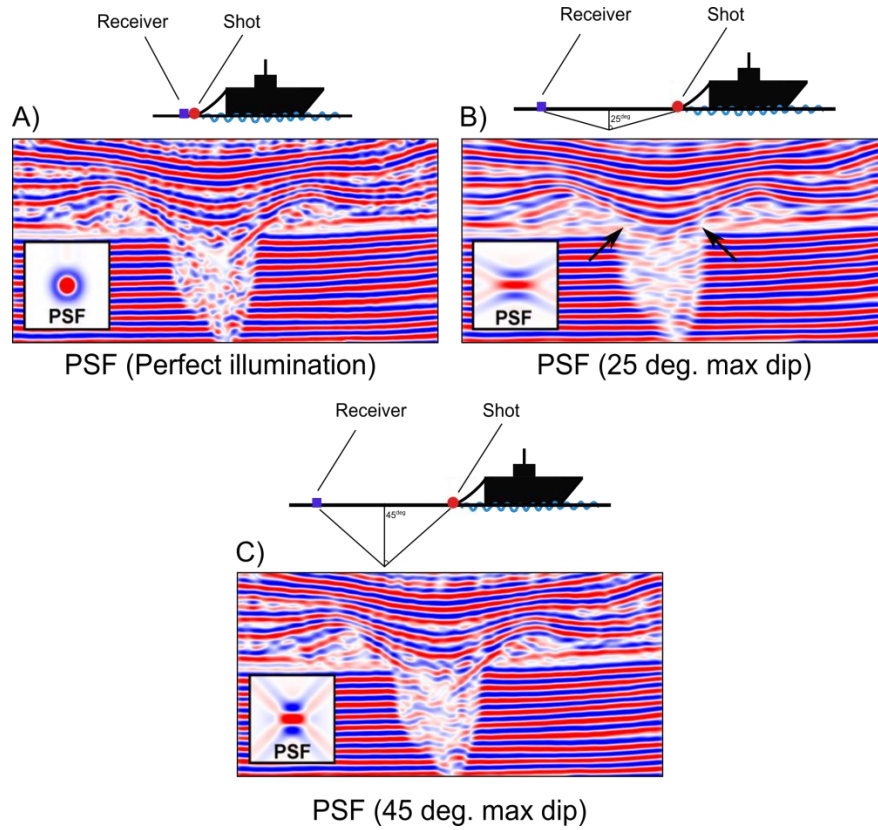 Receiver Shot
Receiver Shot
A)
B)
25deg
PSF
PSF
PSF (Perfect illumination)
PSF (25 deg. max dip)
Receiver Shot
45deg
C)
PSF
PSF (45 deg. max dip)